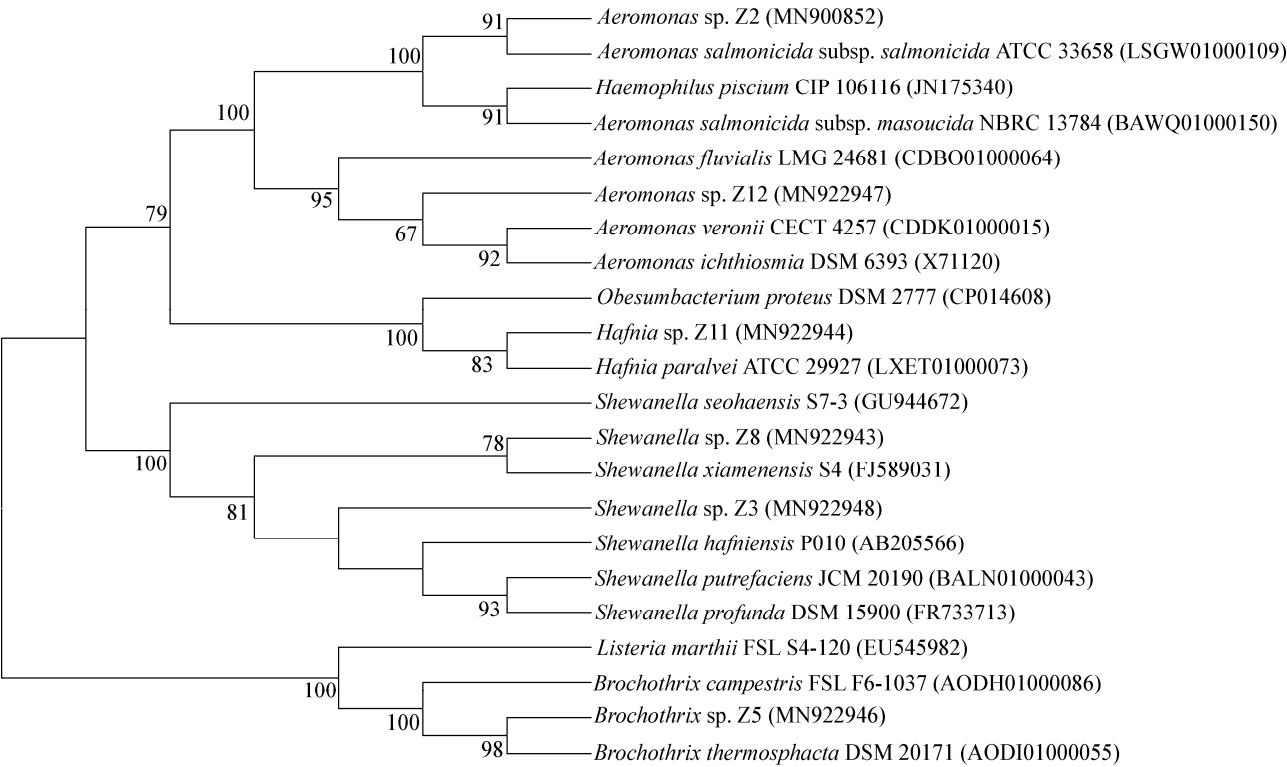 91
Aeromonas sp. Z2 (MN900852)
100
Aeromonas salmonicida subsp. salmonicida ATCC 33658 (LSGW01000109)
Haemophilus piscium CIP 106116 (JN175340)
100
91
Aeromonas salmonicida subsp. masoucida NBRC 13784 (BAWQ01000150)
Aeromonas fluvialis LMG 24681 (CDBO01000064)
95
Aeromonas sp. Z12 (MN922947)
79
67
Aeromonas veronii CECT 4257 (CDDK01000015)
92
Aeromonas ichthiosmia DSM 6393 (X71120)
Obesumbacterium proteus DSM 2777 (CP014608)
100
Hafnia sp. Z11 (MN922944)
83
Hafnia paralvei ATCC 29927 (LXET01000073)
Shewanella seohaensis S7-3 (GU944672)
78
Shewanella sp. Z8 (MN922943)
100
Shewanella xiamenensis S4 (FJ589031)
81
Shewanella sp. Z3 (MN922948)
Shewanella hafniensis P010 (AB205566)
Shewanella putrefaciens JCM 20190 (BALN01000043)
93
Shewanella profunda DSM 15900 (FR733713)
Listeria marthii FSL S4-120 (EU545982)
100
Brochothrix campestris FSL F6-1037 (AODH01000086)
100
Brochothrix sp. Z5 (MN922946)
98
Brochothrix thermosphacta DSM 20171 (AODI01000055)